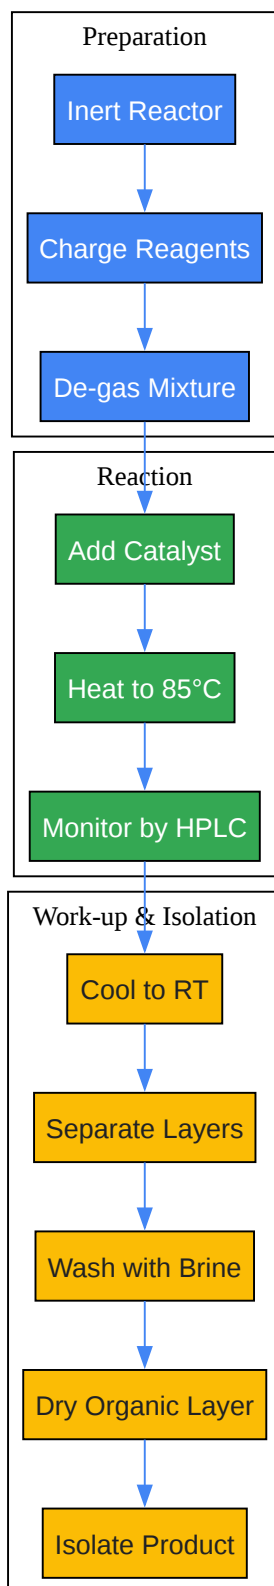 Preparation
Inert Reactor
Charge Reagents
De-gas Mixture
Reaction
Add Catalyst
Heat to 85°C
Monitor by HPLC
Work-up & Isolation
Cool to RT
Separate Layers
Wash with Brine
Dry Organic Layer
Isolate Product